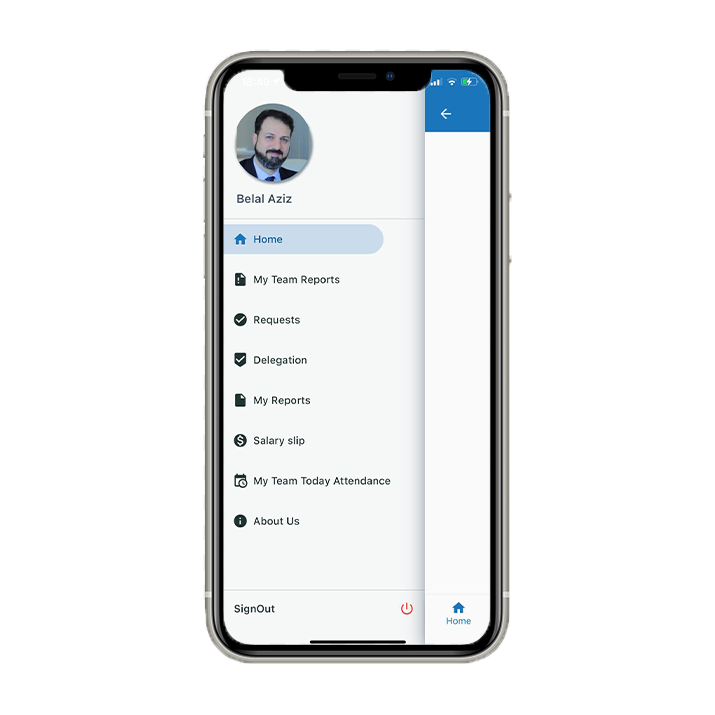 Belal Aziz
Home
My Team Reports
Requests
Delegation
My Reports
Salary slip
My Team Today Attendance
About Us
SignOut
Home